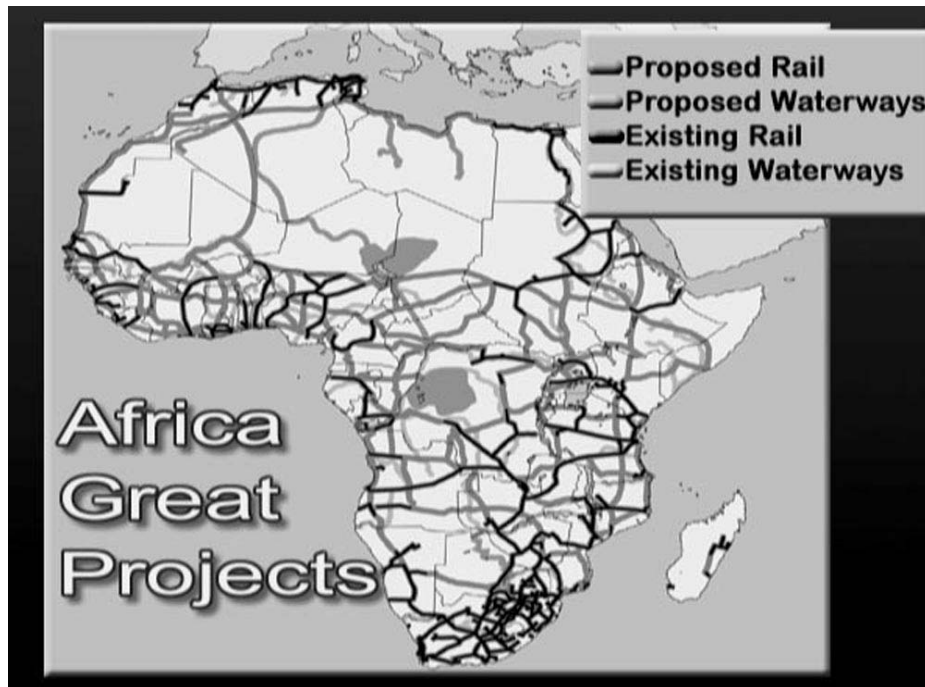 Proposed Rail
Proposed Waterways
Existing Rail
Existing Waterways
Africa
Great
Projects